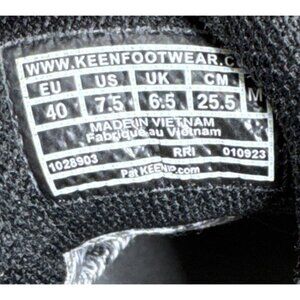 WWW.KEENFOOTWEAR.C
EU US UK CM M
40 7.5 6.5 25.5
MADE IN VIETNAM
Fabriqué au Vietnam
1028903 RRI 010923
Pat KEENIP.com